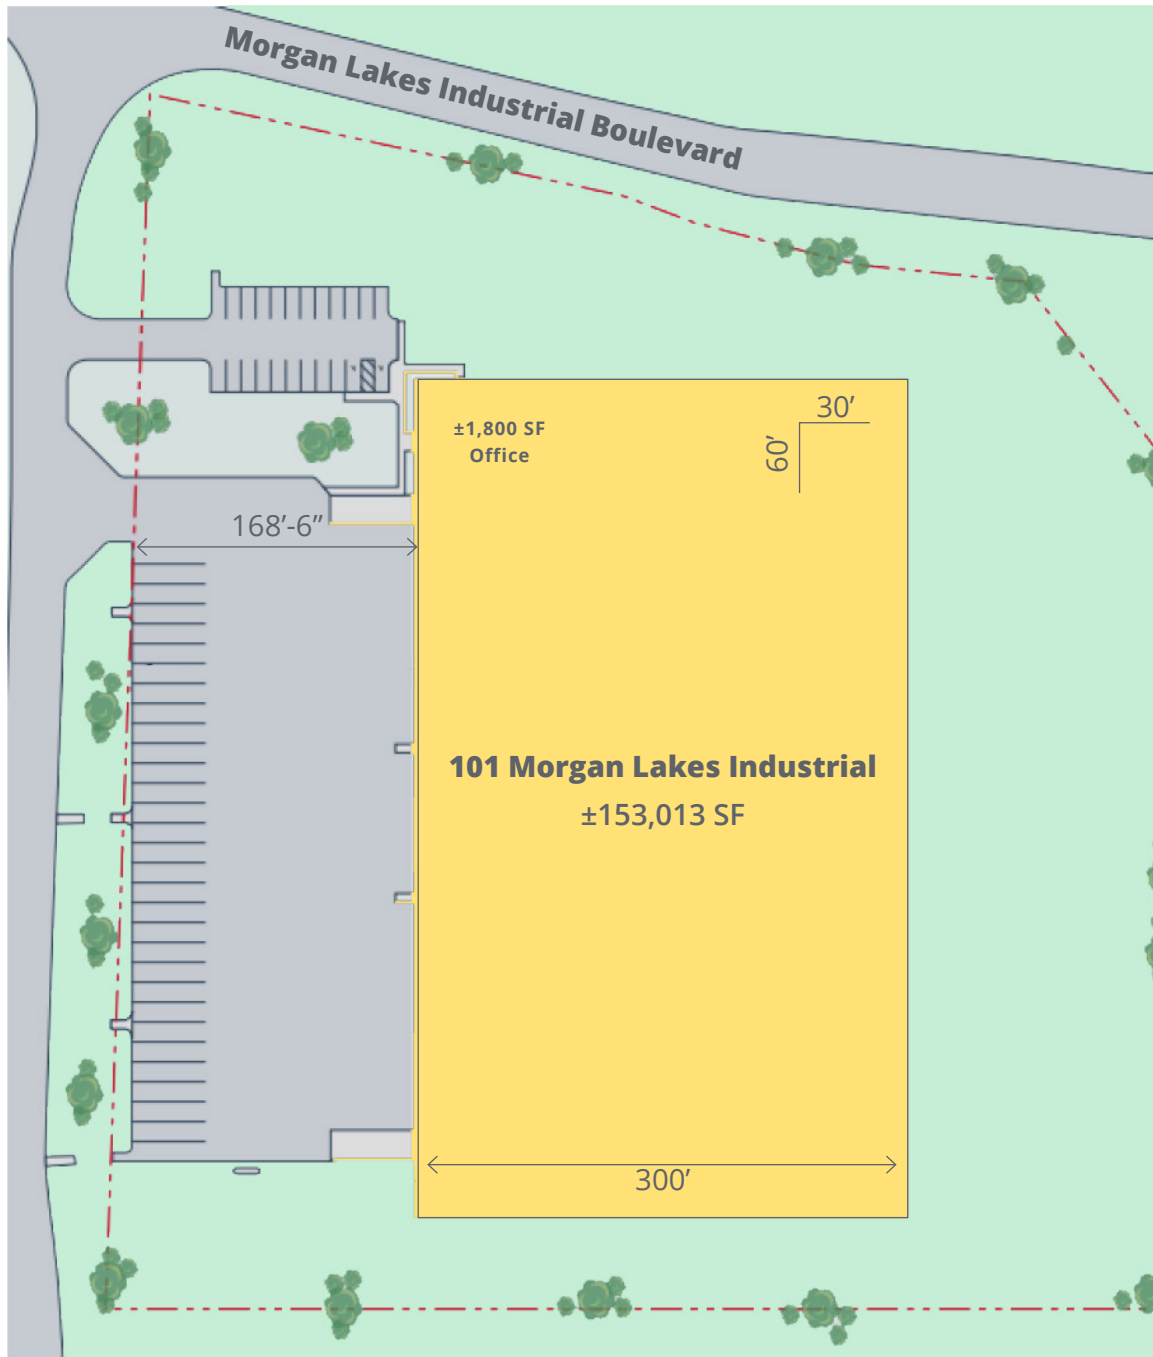 Morgan Lakes Industrial Boulevard
30’
60’
±1,800 SF
Office
168’-6”
101 Morgan Lakes Industrial
±153,013 SF
300’